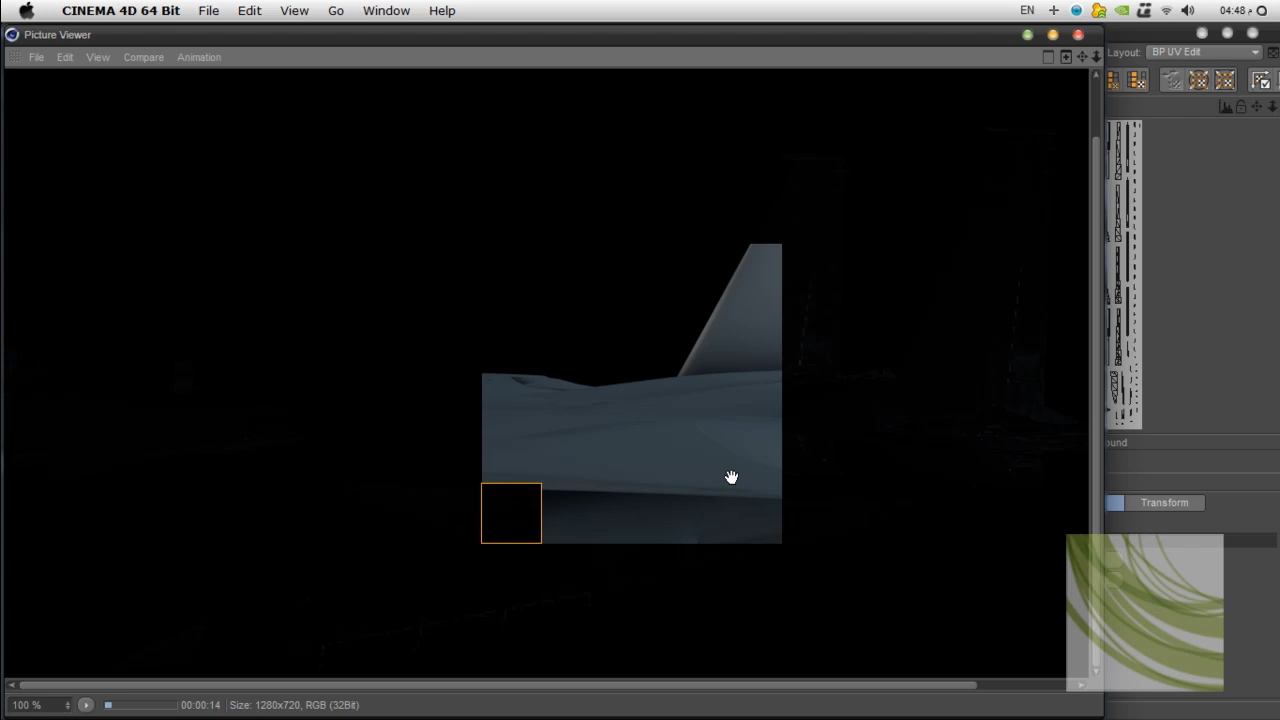 CINEMA 4D 64 Bit File Edit View Go Window Help EN 04:48 م
Picture Viewer
Layout: BP UV Edit
File Edit View Compare Animation
ound
Transform
100 % 00:00:14 Size: 1280x720, RGB (32Bit)